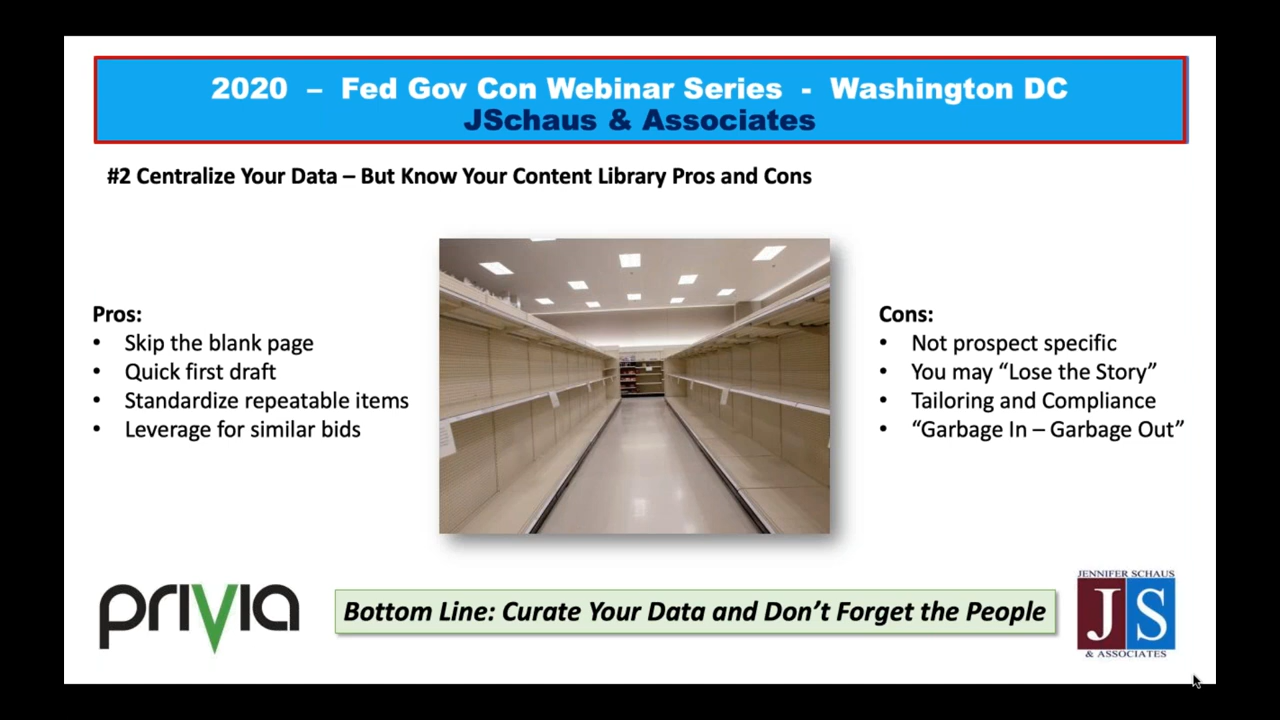 2020 – Fed Gov Con Webinar Series - Washington DC
JSchaus & Associates
#2 Centralize Your Data – But Know Your Content Library Pros and Cons
Pros:
• Skip the blank page
• Quick first draft
• Standardize repeatable items
• Leverage for similar bids
Cons:
• Not prospect specific
• You may “Lose the Story”
• Tailoring and Compliance
• “Garbage In – Garbage Out”
privia
Bottom Line: Curate Your Data and Don’t Forget the People
JENNIFER SCHAUS
JS
& ASSOCIATES